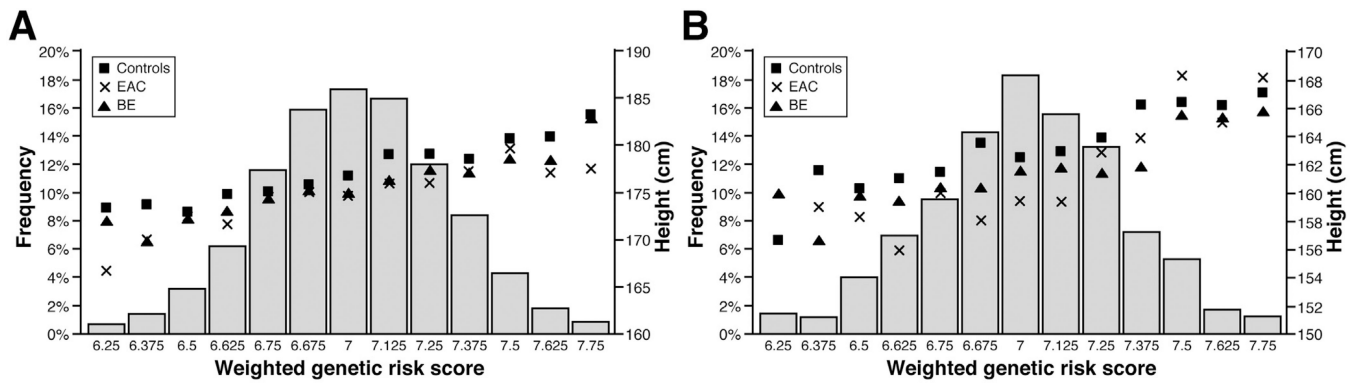 A
20%
18%
16%
14%
12%
10%
8%
6%
4%
2%
0%
Frequency
Controls
EAC
BE
190
185
180
175
170
165
160
Height (cm)
6.25 6.375 6.5 6.625 6.75 6.675 7 7.125 7.25 7.375 7.5 7.625 7.75
Weighted genetic risk score
B
20%
18%
16%
14%
12%
10%
8%
6%
4%
2%
0%
Frequency
Controls
EAC
BE
170
168
166
164
162
160
158
156
154
152
150
Height (cm)
6.25 6.375 6.5 6.625 6.75 6.675 7 7.125 7.25 7.375 7.5 7.625 7.75
Weighted genetic risk score